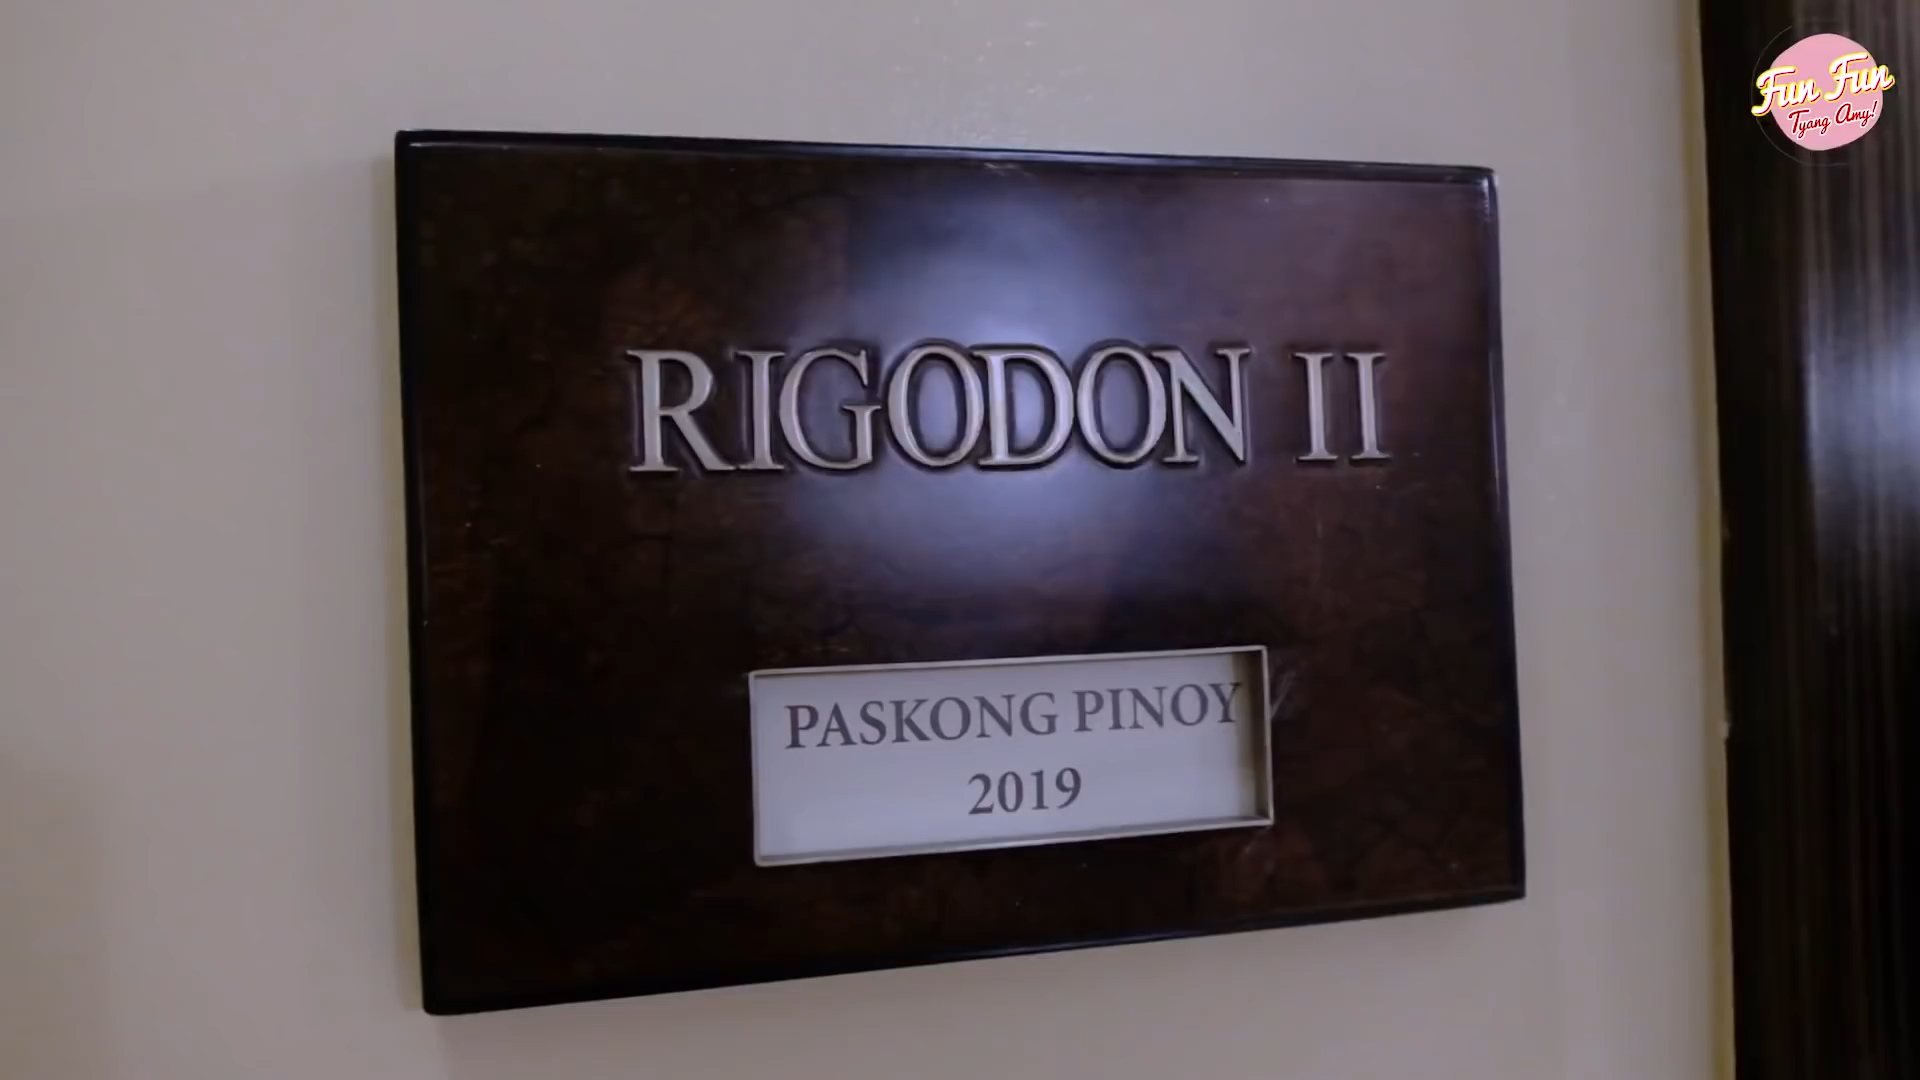 Fun Fun
Tyang Amy!
RIGODON II
PASKONG PINOY
2019